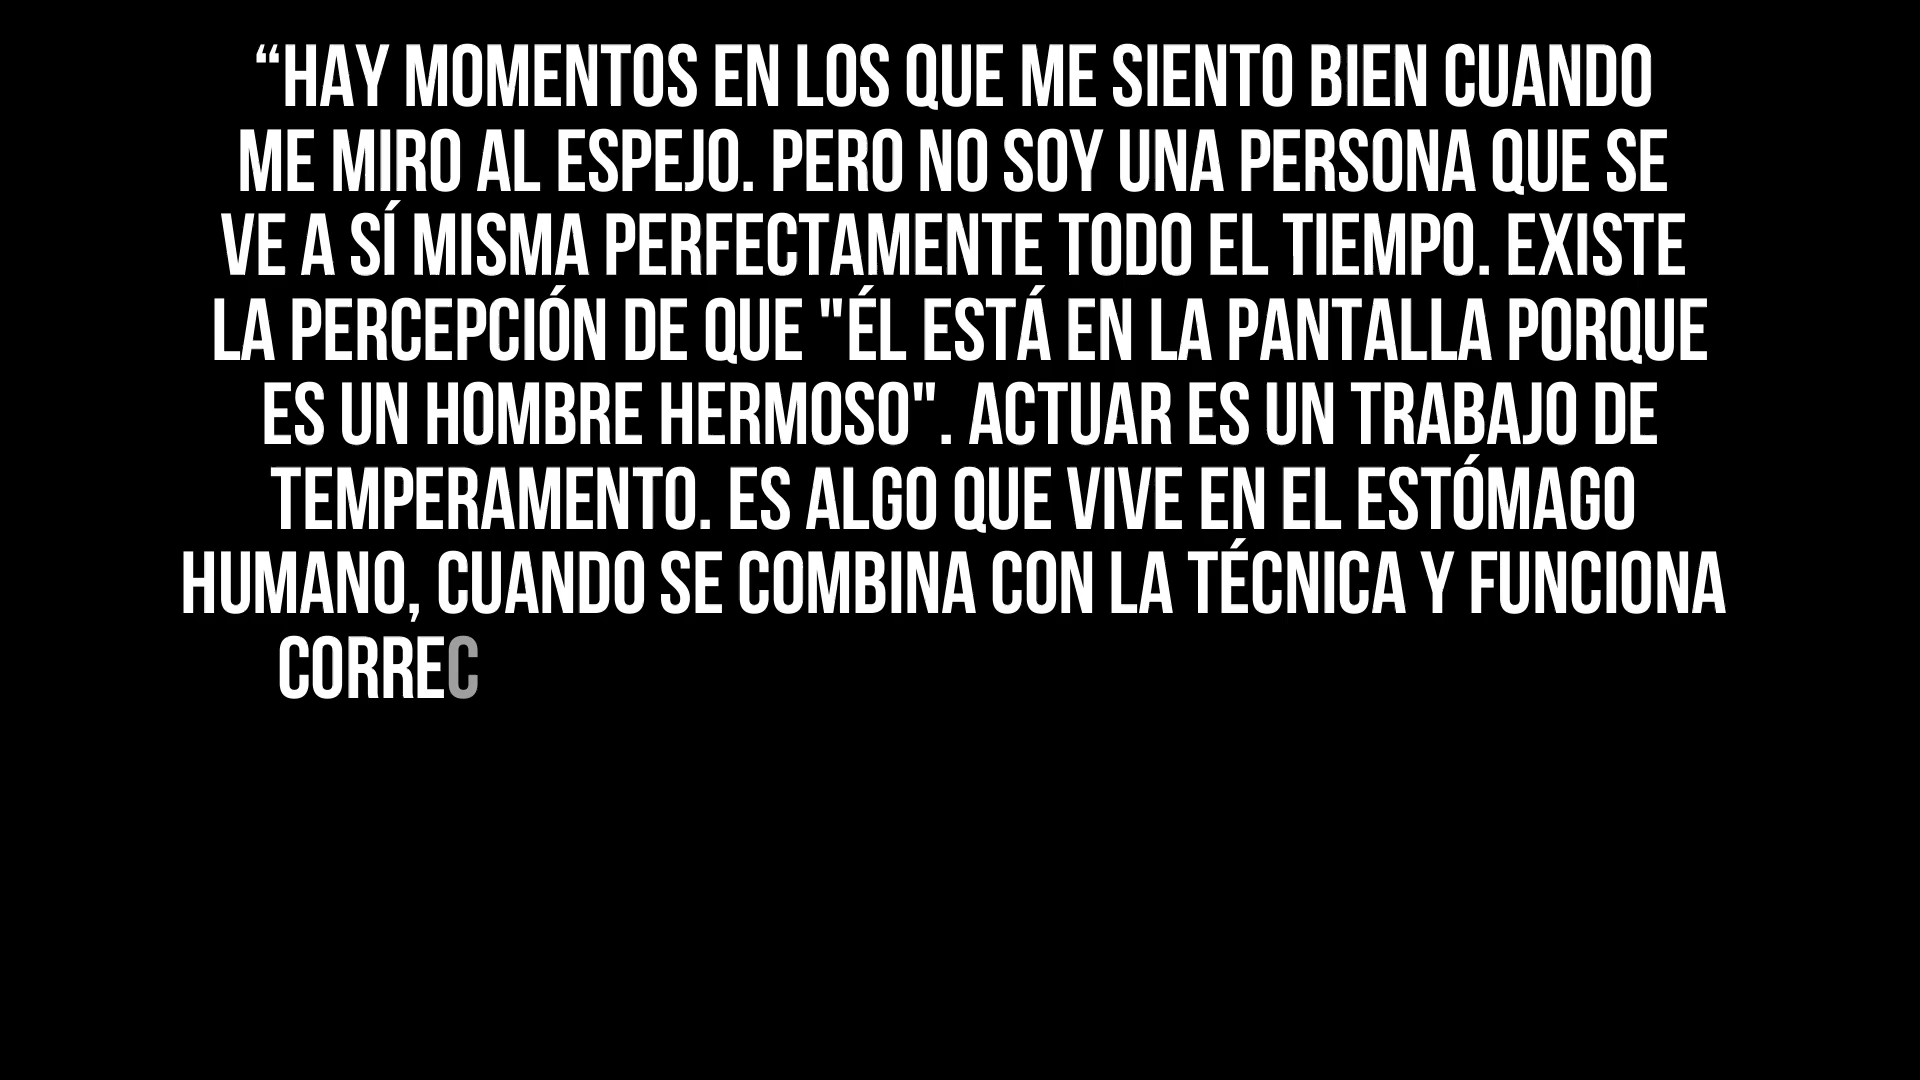 “HAY MOMENTOS EN LOS QUE ME SIENTO BIEN CUANDO
ME MIRO AL ESPEJO. PERO NO SOY UNA PERSONA QUE SE
VE A SÍ MISMA PERFECTAMENTE TODO EL TIEMPO. EXISTE
LA PERCEPCIÓN DE QUE "ÉL ESTÁ EN LA PANTALLA PORQUE
ES UN HOMBRE HERMOSO". ACTUAR ES UN TRABAJO DE
TEMPERAMENTO. ES ALGO QUE VIVE EN EL ESTÓMAGO
HUMANO, CUANDO SE COMBINA CON LA TÉCNICA Y FUNCIONA
CORREC